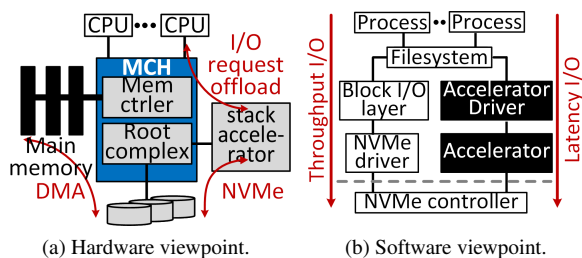 CPU ••• CPU
MCH
Mem
ctrler
Root
complex
I/O
request
offload
stack
accele-
rator
Main
memory
DMA
NVMe
(a) Hardware viewpoint.
Throughput I/O
Process •• Process
Filesystem
Block I/O
layer
NVMe
driver
Accelerator
Driver
Accelerator
NVMe controller
Latency I/O
(b) Software viewpoint.